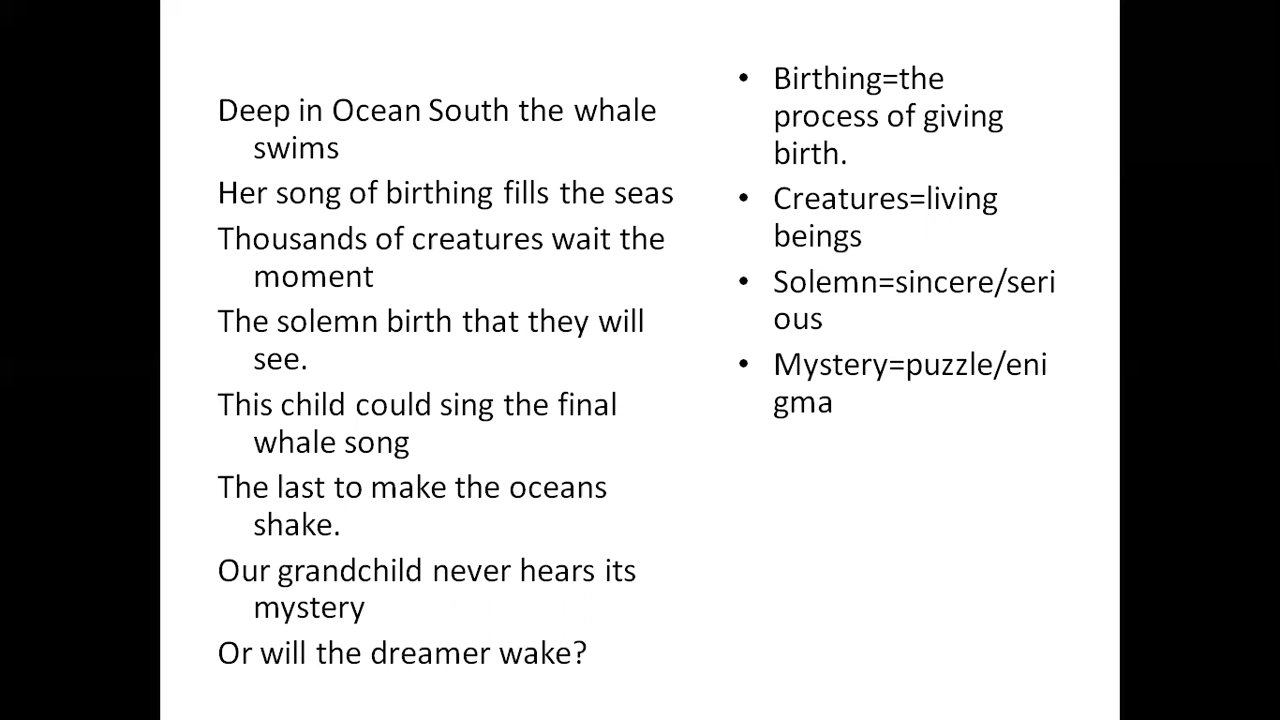 Deep in Ocean South the whale
swims
Her song of birthing fills the seas
Thousands of creatures wait the
moment
The solemn birth that they will
see.
This child could sing the final
whale song
The last to make the oceans
shake.
Our grandchild never hears its
mystery
Or will the dreamer wake?
• Birthing=the
process of giving
birth.
• Creatures=living
beings
• Solemn=sincere/seri
ous
• Mystery=puzzle/eni
gma